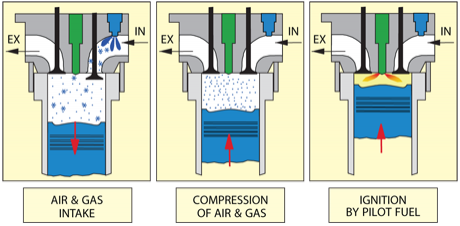 EX
IN
EX
IN
EX
IN
AIR & GAS
INTAKE
COMPRESSION
OF AIR & GAS
IGNITION
BY PILOT FUEL